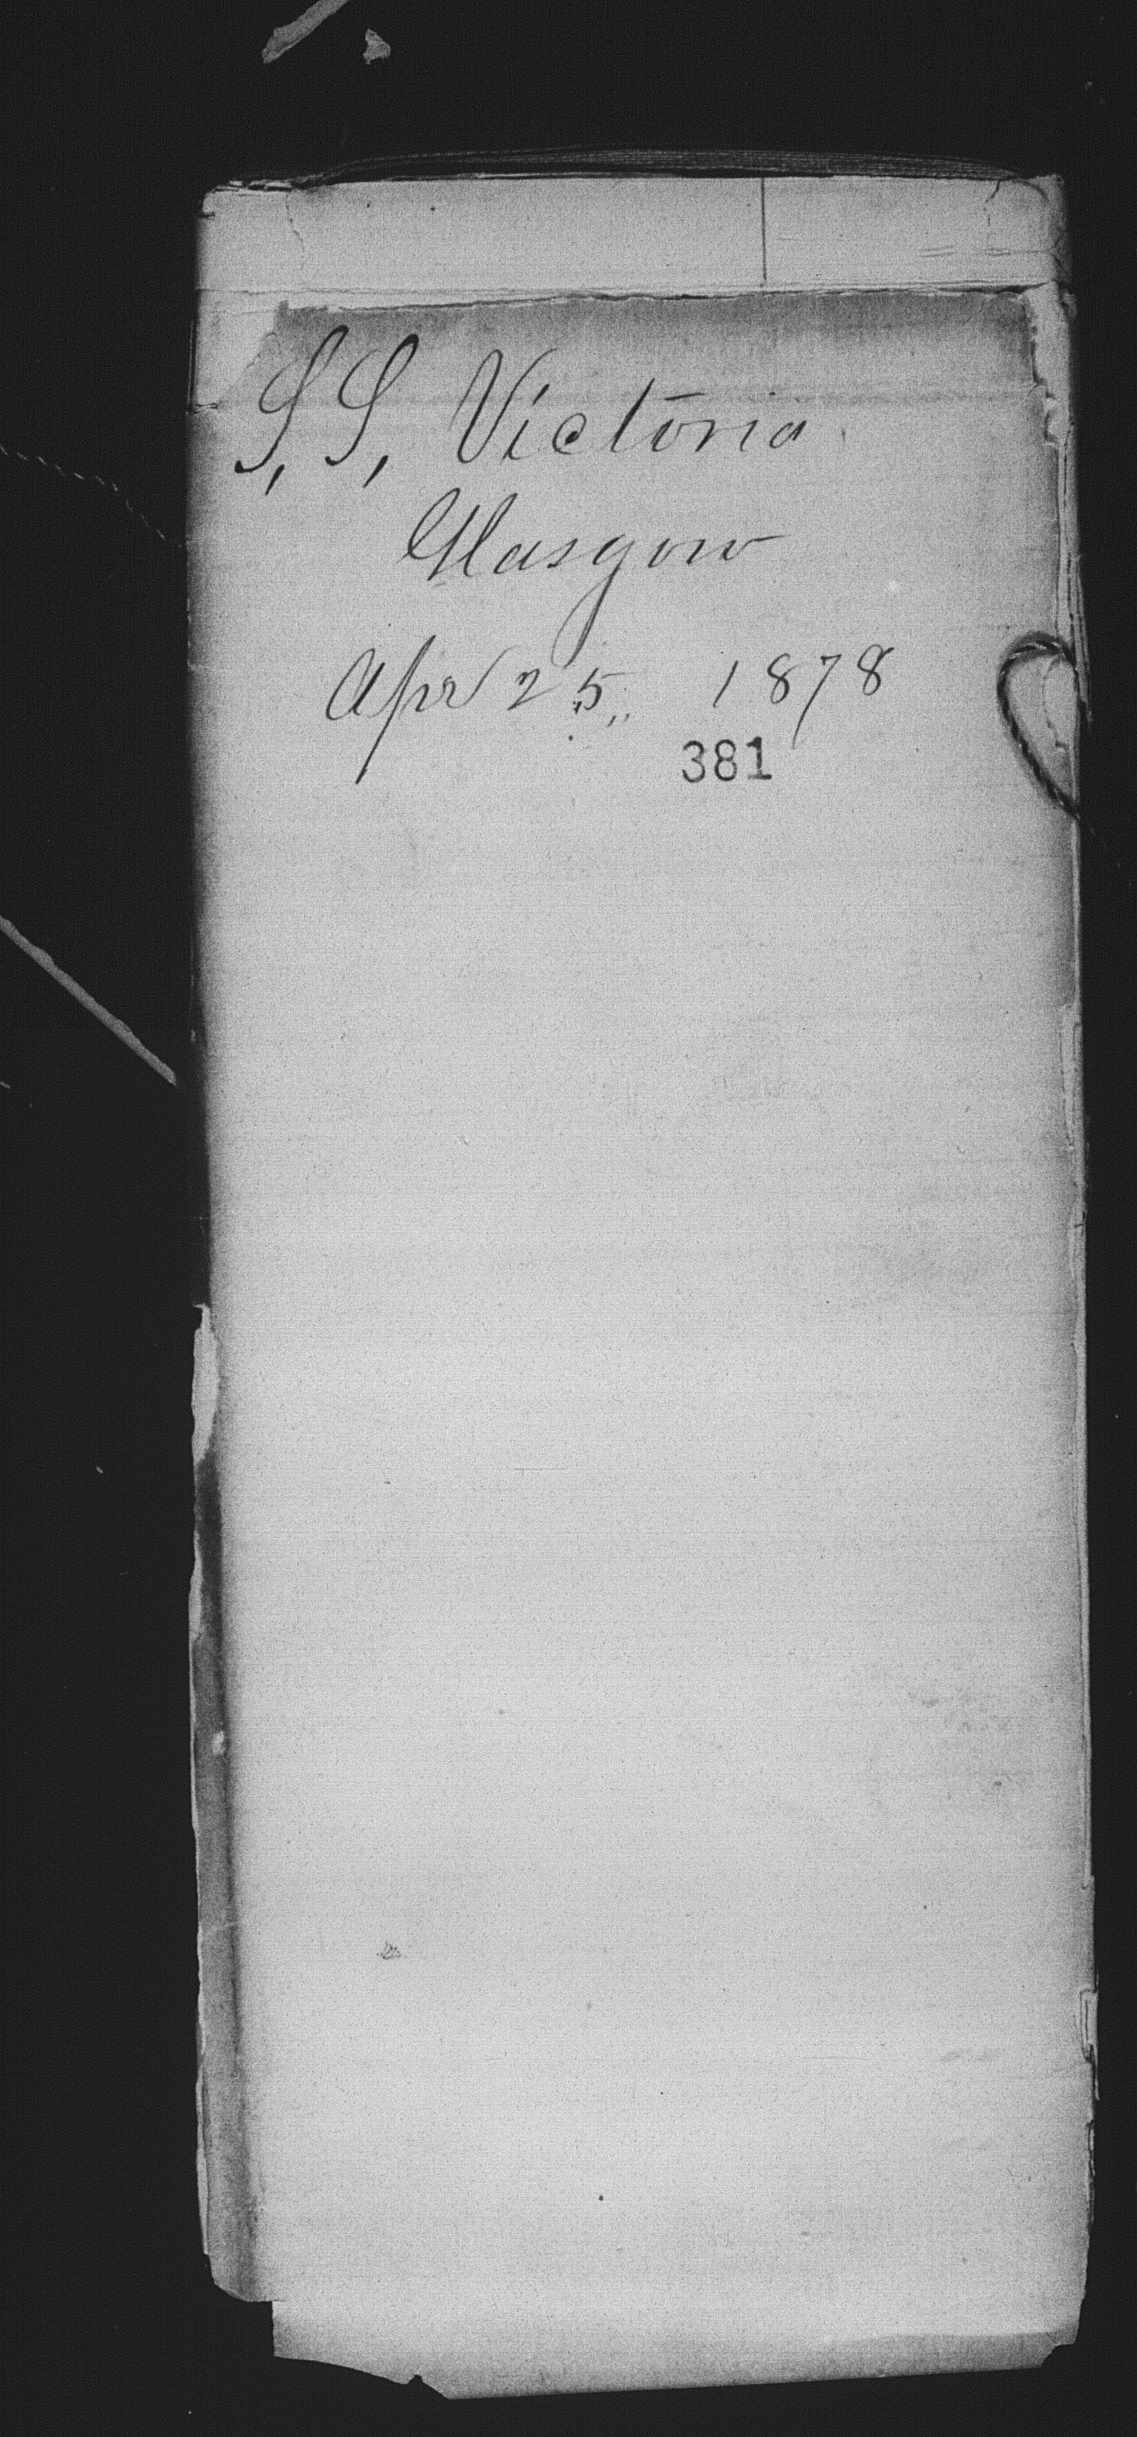 S,S, Victoria
Glasgow
Apr 25,, 1878
381